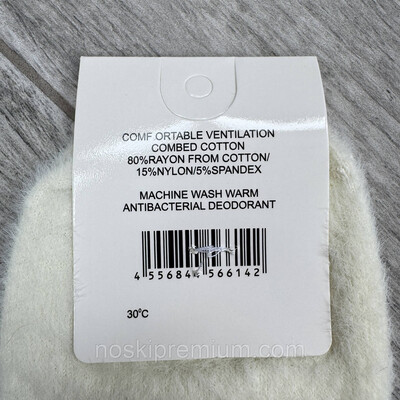 COMF ORTABLE VENTILATION
COMBED COTTON
80%RAYON FROM COTTON/
15%NYLON/5%SPANDEX
MACHINE WASH WARM
ANTIBACTERIAL DEODORANT
4 556844 566142
30°C
noskipremium.com